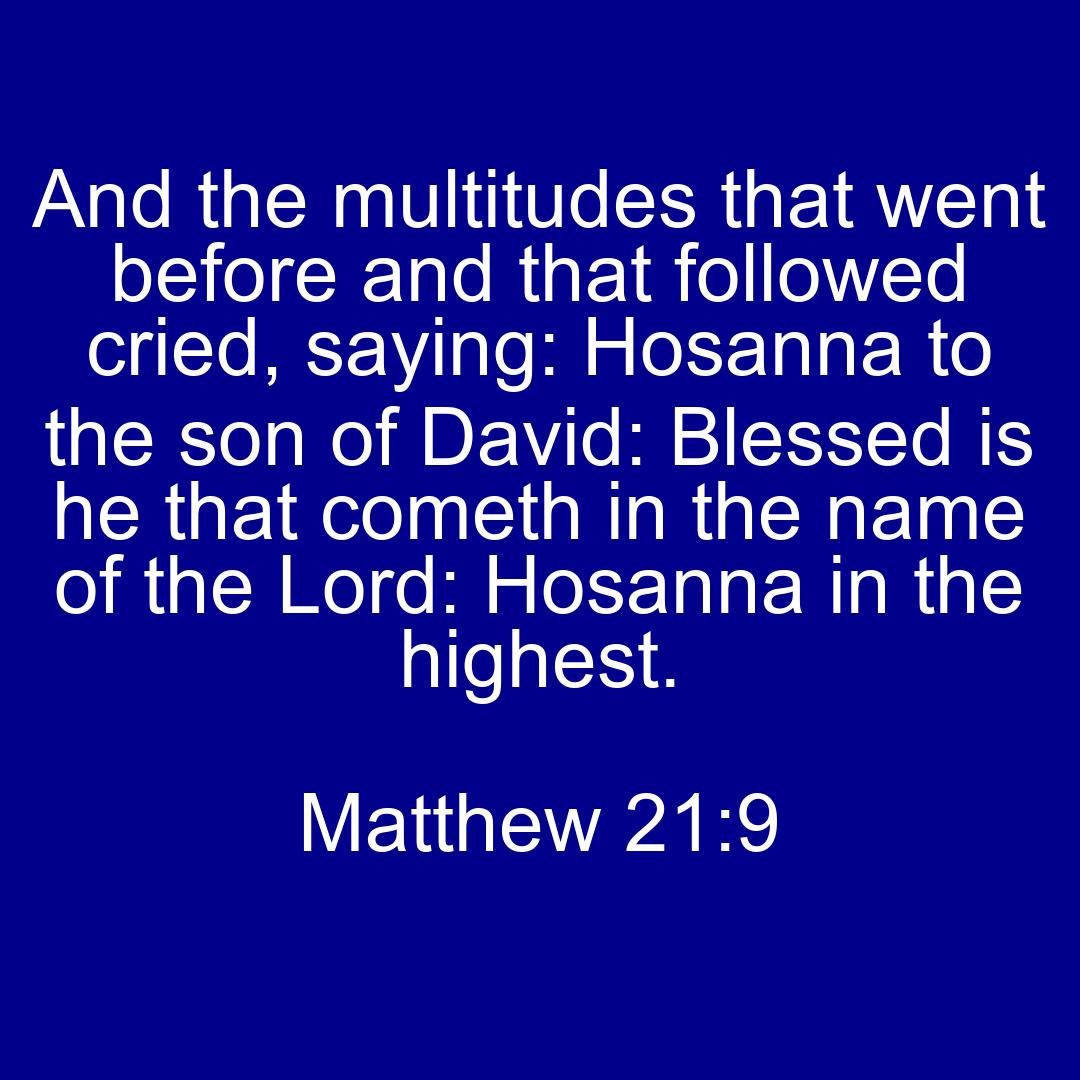 And the multitudes that went
before and that followed
cried, saying: Hosanna to
the son of David: Blessed is
he that cometh in the name
of the Lord: Hosanna in the
highest.
Matthew 21:9